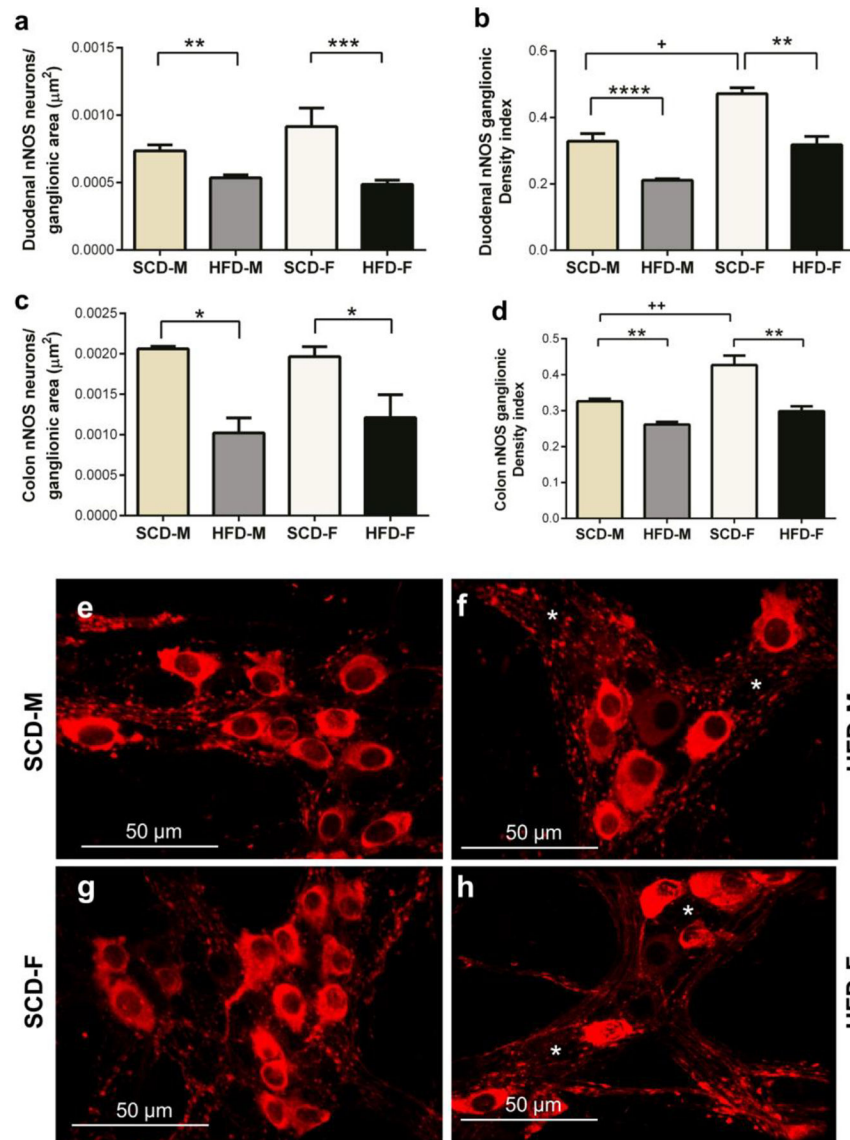 a
Duodenal nNOS neurons/
ganglionic area (μm²)
0.0015
0.0010
0.0005
0.0000
**
***
SCD-M HFD-M SCD-F HFD-F
b
Duodenal nNOS ganglionic
Density index
0.6
0.4
0.2
0.0
+
****
**
SCD-M HFD-M SCD-F HFD-F
c
Colon nNOS neurons/
ganglionic area (μm²)
0.0025
0.0020
0.0015
0.0010
0.0005
0.0000
*
*
SCD-M HFD-M SCD-F HFD-F
d
Colon nNOS ganglionic
Density index
0.5
0.4
0.3
0.2
0.1
0.0
++
**
**
SCD-M HFD-M SCD-F HFD-F
SCD-M
e
50 μm
f
*
*
50 μm
SCD-F
g
50 μm
h
*
*
50 μm